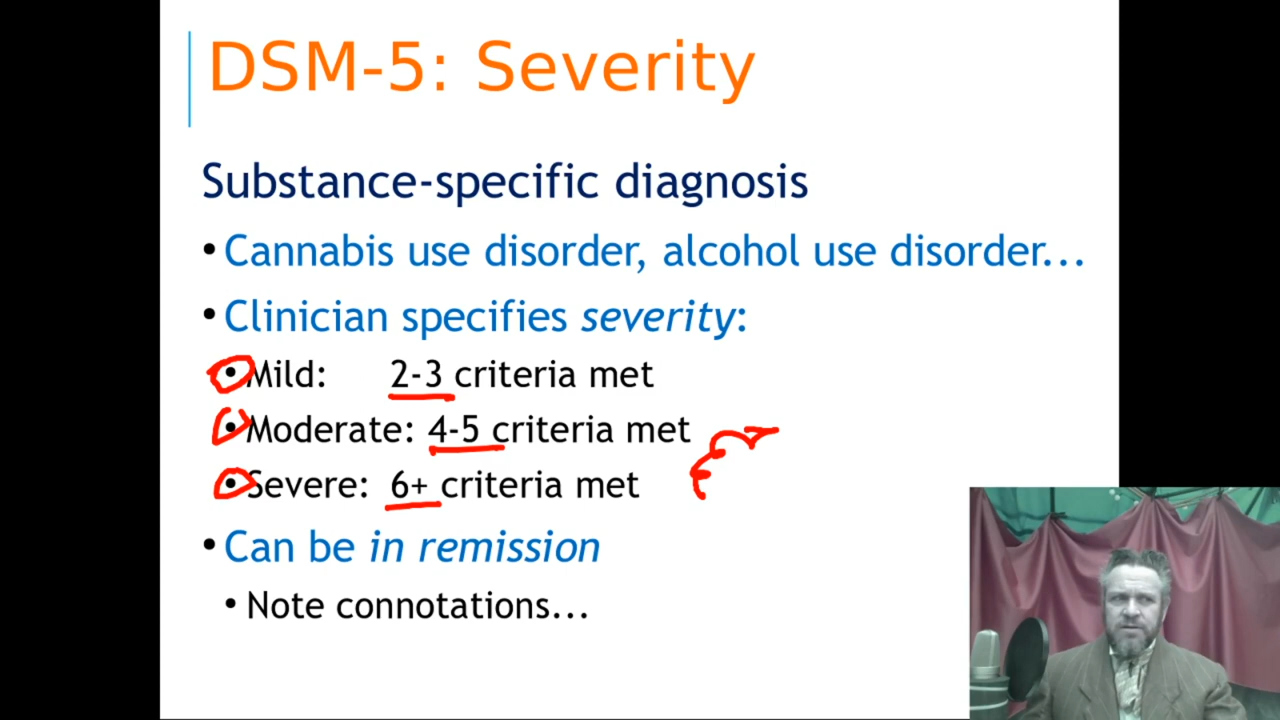 DSM-5: Severity
Substance-specific diagnosis
• Cannabis use disorder, alcohol use disorder...
• Clinician specifies severity:
• Mild: 2-3 criteria met
• Moderate: 4-5 criteria met
• Severe: 6+ criteria met
• Can be in remission
• Note connotations...